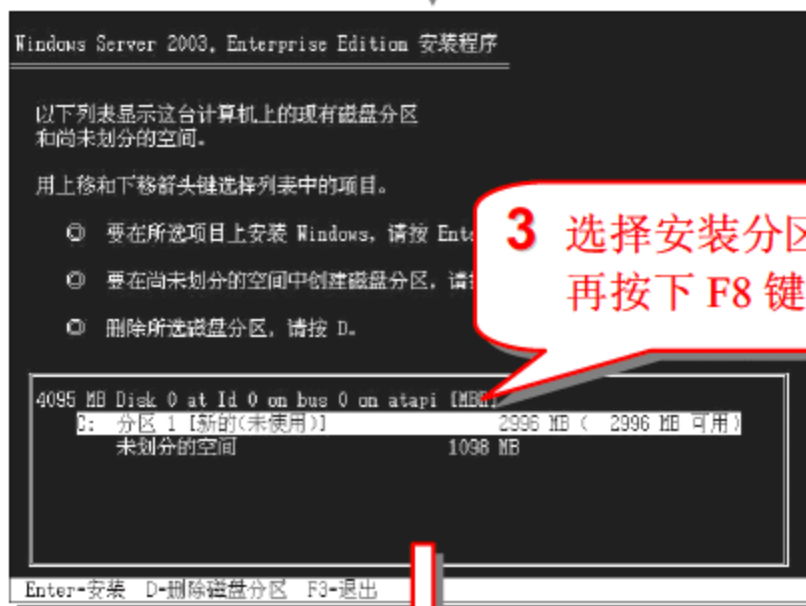 Windows Server 2003, Enterprise Edition 安装程序
以下列表显示这台计算机上的现有磁盘分区
和尚未划分的空间。
用上移和下移箭头键选择列表中的项目。
◎ 要在所选项目上安装 Windows，请按
◎ 要在尚未划分的空间中创建磁盘分区，请
◎ 删除所选磁盘分区，请按 D。
3 选择安装分区
再按下 F8 键
4095 MB Disk 0 at Id 0 on bus 0 on atapi [MBR]
C: 分区 1 [新的(未使用)] 2996 MB ( 2996 MB 可用)
未划分的空间 1098 MB
Enter=安装 D=删除磁盘分区 F3=退出